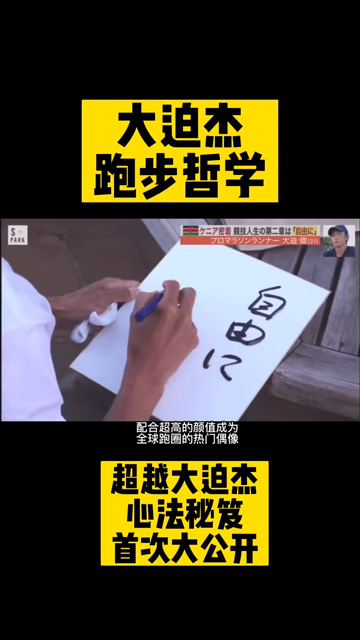 大迫杰
跑步哲学
S
PARK
ケニア密着 競技人生の第二章は「自由に」
プロマラソンランナー 大迫 傑(31)
自由に
配合超高的颜值成为
全球跑圈的热门偶像
超越大迫杰
心法秘笈
首次大公开